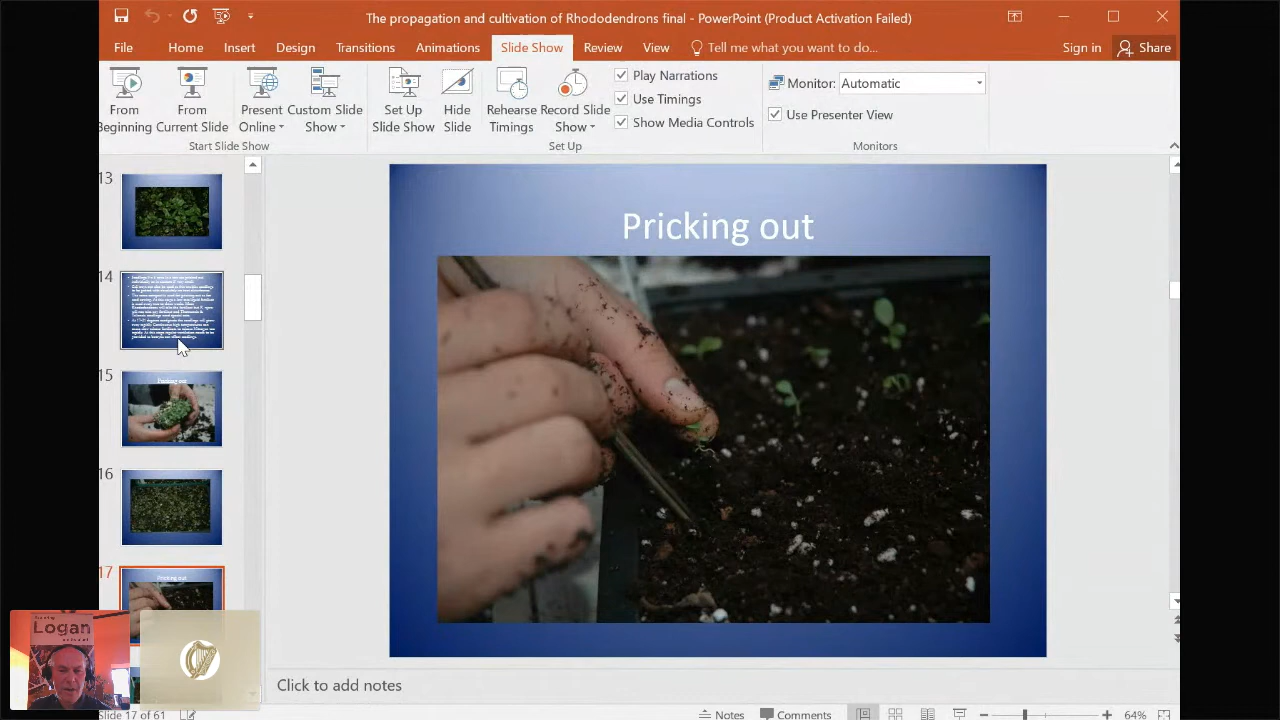 The propagation and cultivation of Rhododendrons final - PowerPoint (Product Activation Failed)
File Home Insert Design Transitions Animations Slide Show Review View Tell me what you want to do... Sign in Share
From Beginning
From Current Slide
Present Online
Custom Slide Show
Set Up Slide Show
Hide Slide
Rehearse Timings
Record Slide Show
Play Narrations
Use Timings
Show Media Controls
Monitor: Automatic
Use Presenter View
Start Slide Show Set Up Monitors
13
14
15
Pricking out
16
17
Pricking out
Pricking out
Logan
Click to add notes
Slide 17 of 61 Notes Comments 64%